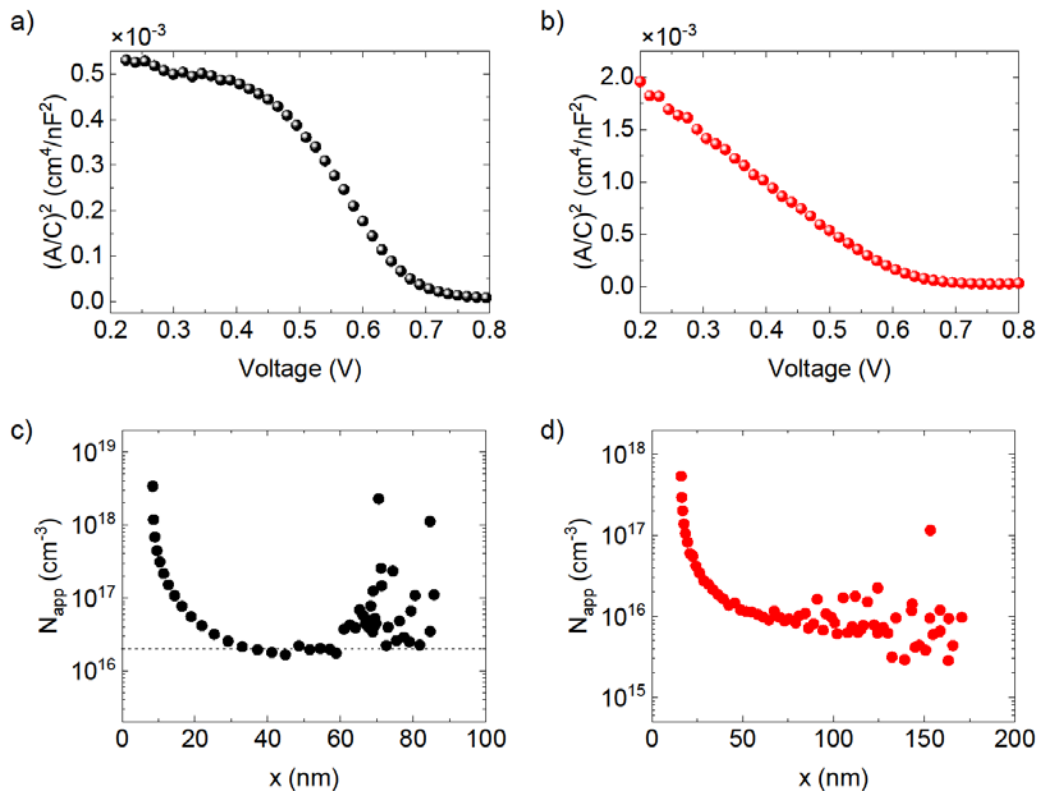 a)
×10⁻³
(A/C)² (cm⁴/nF²)
0.5
0.4
0.3
0.2
0.1
0.0
0.2 0.3 0.4 0.5 0.6 0.7 0.8
Voltage (V)
b)
×10⁻³
(A/C)² (cm⁴/nF²)
2.0
1.5
1.0
0.5
0.0
0.2 0.3 0.4 0.5 0.6 0.7 0.8
Voltage (V)
c)
N_app (cm⁻³)
10¹⁹
10¹⁸
10¹⁷
10¹⁶
0 20 40 60 80 100
x (nm)
d)
N_app (cm⁻³)
10¹⁸
10¹⁷
10¹⁶
10¹⁵
0 50 100 150 200
x (nm)